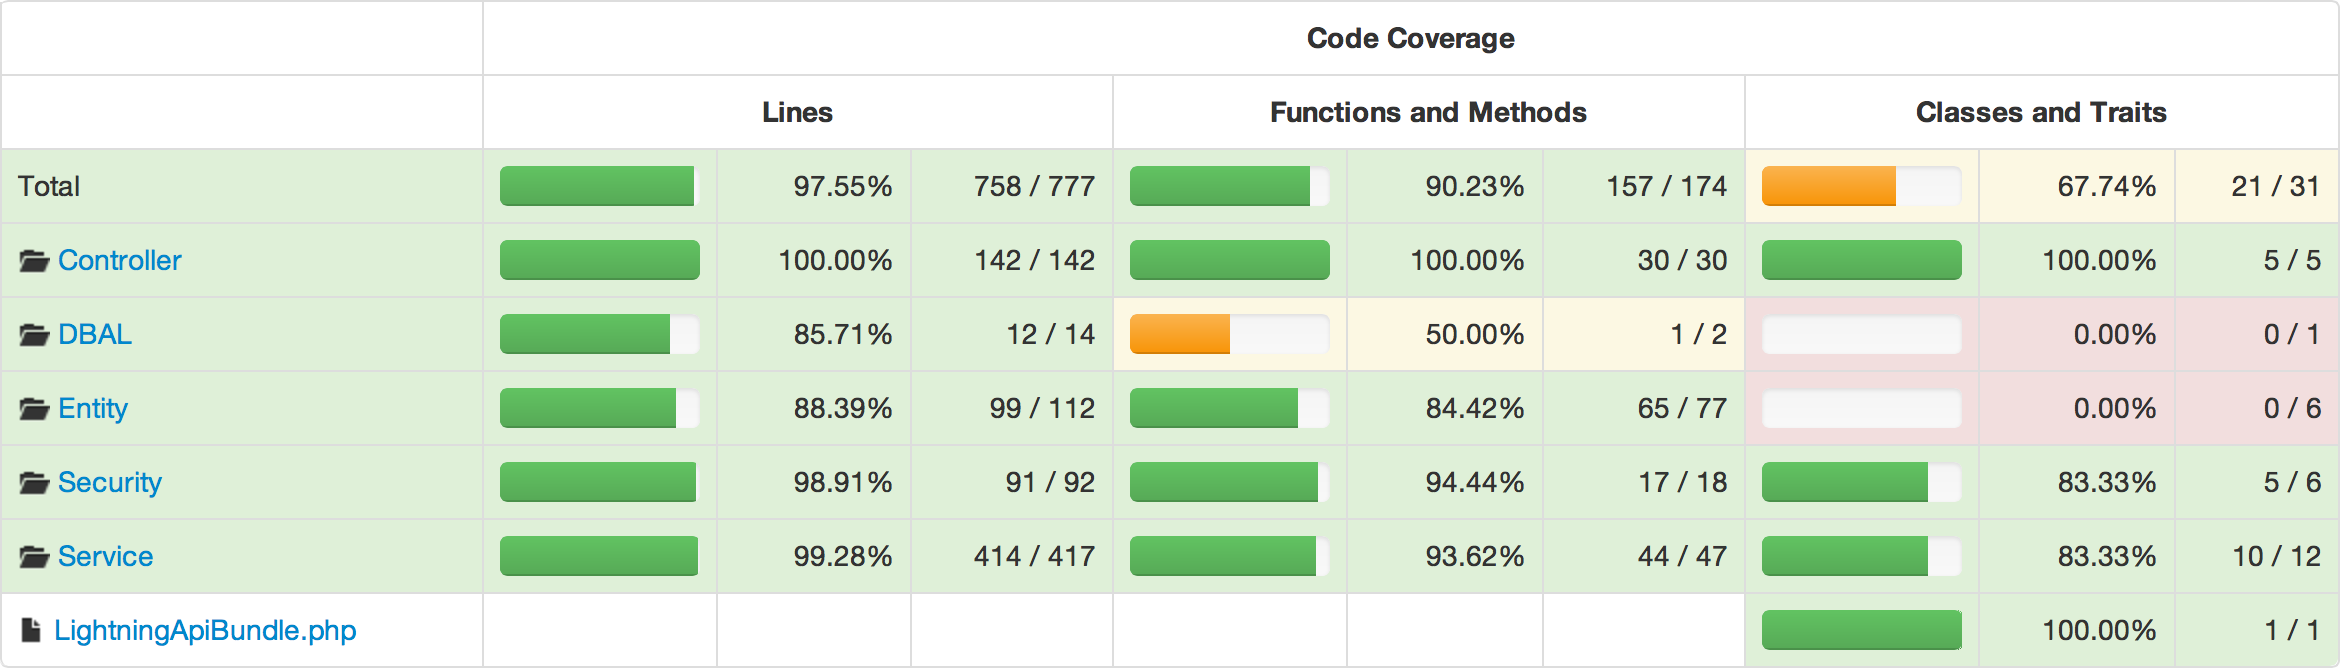 Code Coverage
Lines Functions and Methods Classes and Traits
Total 97.55% 758 / 777 90.23% 157 / 174 67.74% 21 / 31
Controller 100.00% 142 / 142 100.00% 30 / 30 100.00% 5 / 5
DBAL 85.71% 12 / 14 50.00% 1 / 2 0.00% 0 / 1
Entity 88.39% 99 / 112 84.42% 65 / 77 0.00% 0 / 6
Security 98.91% 91 / 92 94.44% 17 / 18 83.33% 5 / 6
Service 99.28% 414 / 417 93.62% 44 / 47 83.33% 10 / 12
LightningApiBundle.php 100.00% 1 / 1